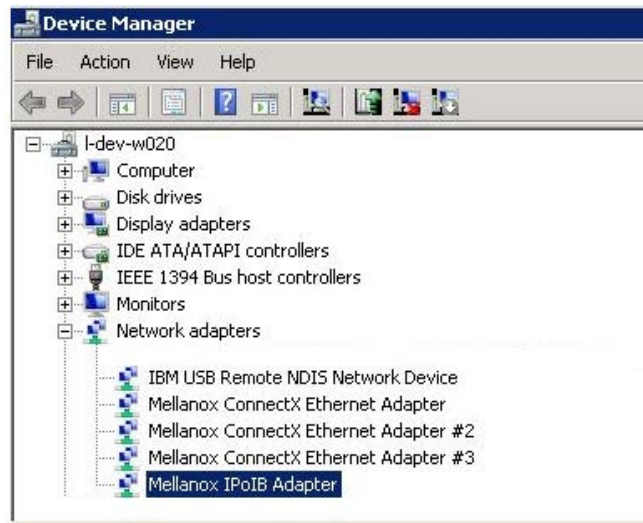 Device Manager
File Action View Help
l-dev-w020
Computer
Disk drives
Display adapters
IDE ATA/ATAPI controllers
IEEE 1394 Bus host controllers
Monitors
Network adapters
IBM USB Remote NDIS Network Device
Mellanox ConnectX Ethernet Adapter
Mellanox ConnectX Ethernet Adapter #2
Mellanox ConnectX Ethernet Adapter #3
Mellanox IPoIB Adapter